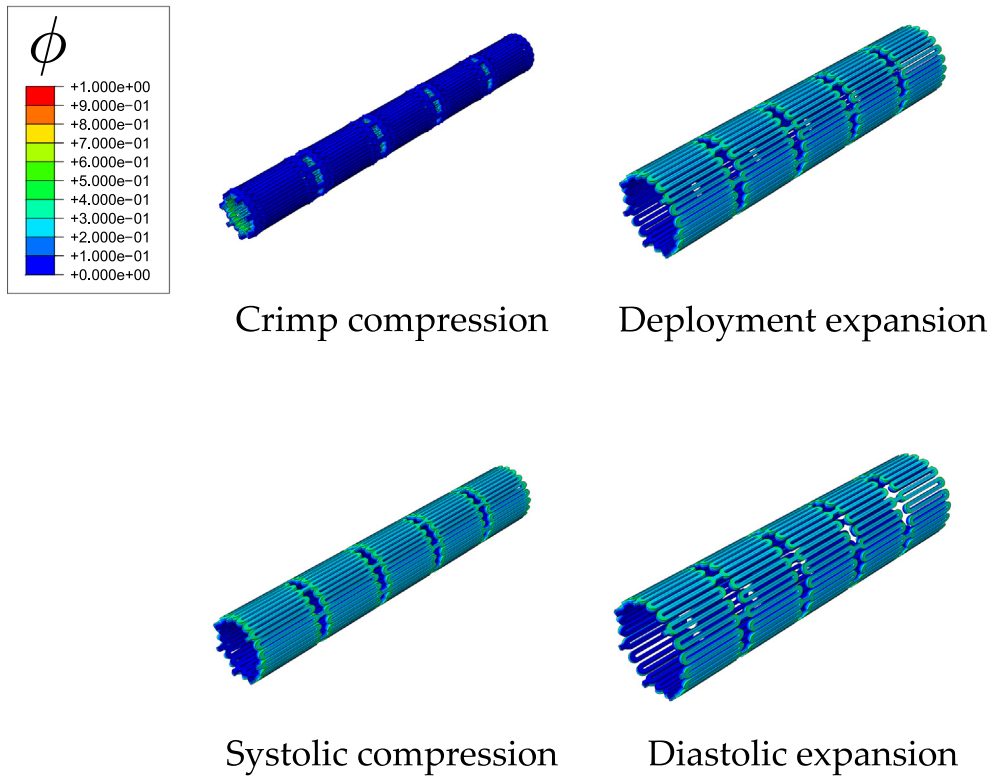 ϕ
+1.000e+00
+9.000e−01
+8.000e−01
+7.000e−01
+6.000e−01
+5.000e−01
+4.000e−01
+3.000e−01
+2.000e−01
+1.000e−01
+0.000e+00
Crimp compression
Deployment expansion
Systolic compression
Diastolic expansion